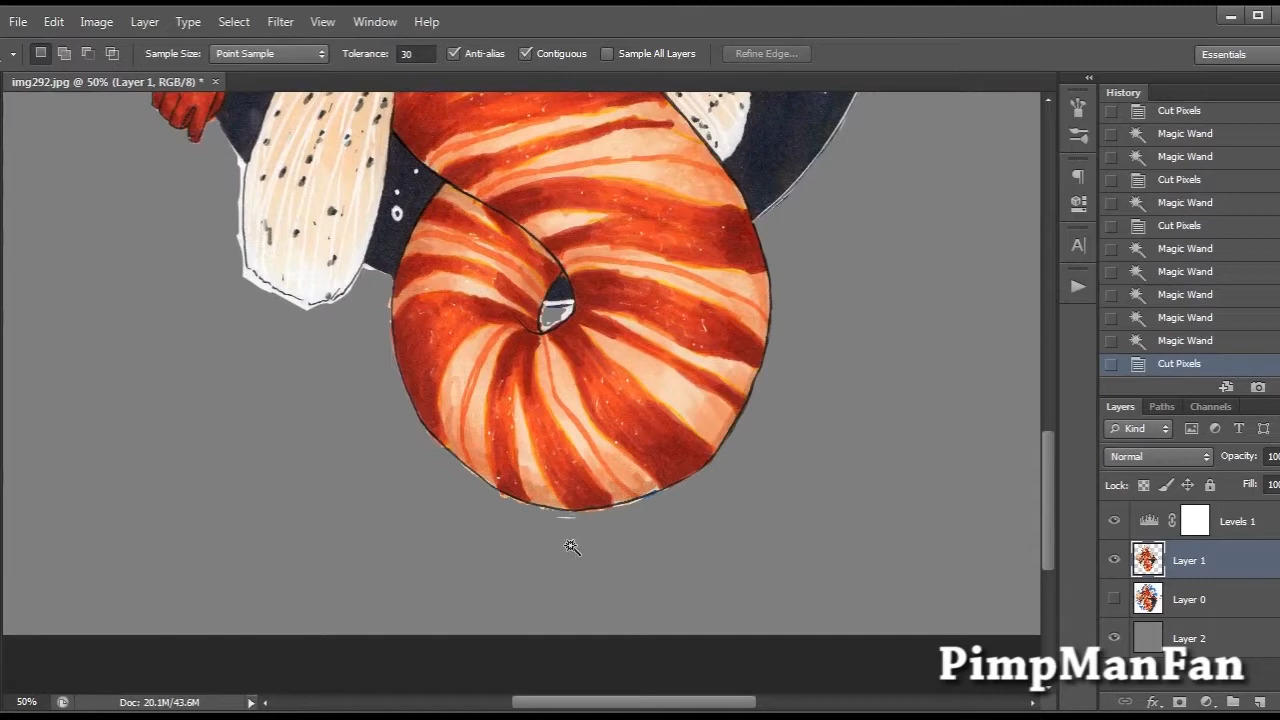 File Edit Image Layer Type Select Filter View Window Help
Sample Size: Point Sample Tolerance: 30 Anti-alias Contiguous Sample All Layers Refine Edge... Essentials
img292.jpg @ 50% (Layer 1, RGB/8) * ×
History
Cut Pixels
Magic Wand
Magic Wand
Cut Pixels
Magic Wand
Cut Pixels
Magic Wand
Magic Wand
Magic Wand
Magic Wand
Magic Wand
Cut Pixels
Layers Paths Channels
Kind
Normal Opacity: 100
Lock: Fill: 100
Levels 1
Layer 1
Layer 0
Layer 2
PimpManFan
50% Doc: 20.1M/43.6M
fx